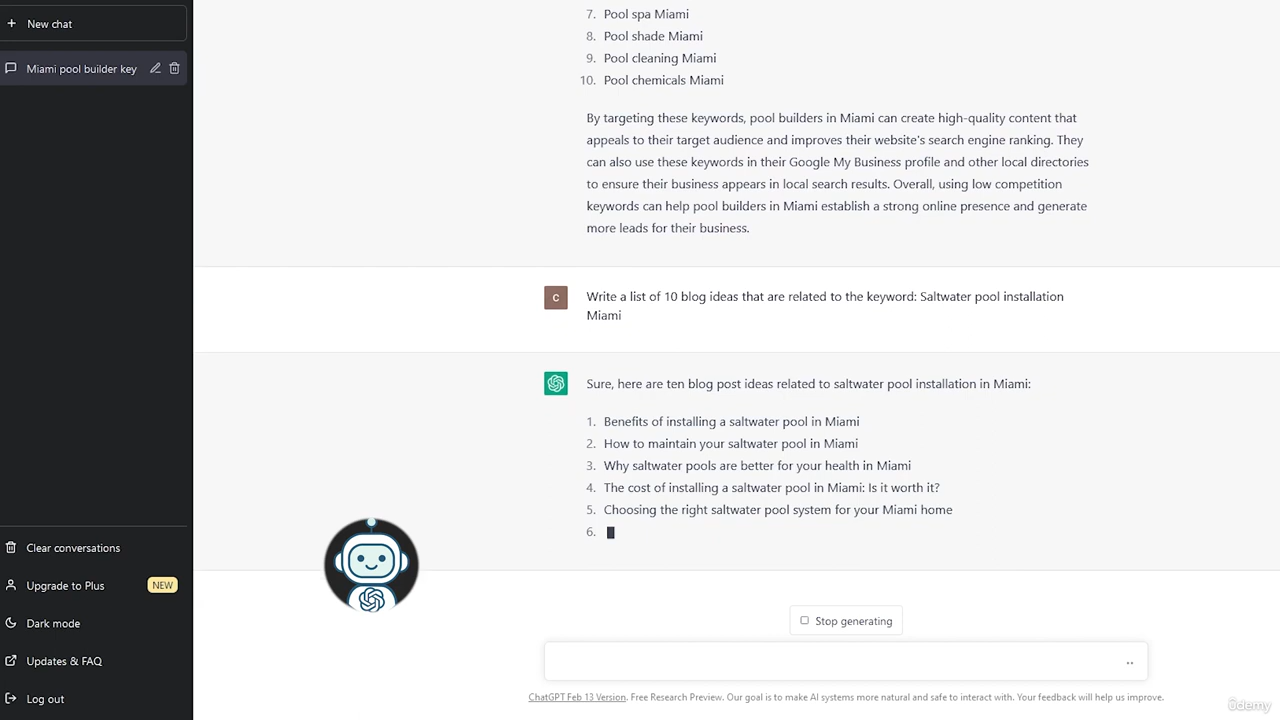 New chat
Miami pool builder key
7. Pool spa Miami
8. Pool shade Miami
9. Pool cleaning Miami
10. Pool chemicals Miami
By targeting these keywords, pool builders in Miami can create high-quality content that
appeals to their target audience and improves their website's search engine ranking. They
can also use these keywords in their Google My Business profile and other local directories
to ensure their business appears in local search results. Overall, using low competition
keywords can help pool builders in Miami establish a strong online presence and generate
more leads for their business.
C
Write a list of 10 blog ideas that are related to the keyword: Saltwater pool installation
Miami
Sure, here are ten blog post ideas related to saltwater pool installation in Miami:
1. Benefits of installing a saltwater pool in Miami
2. How to maintain your saltwater pool in Miami
3. Why saltwater pools are better for your health in Miami
4. The cost of installing a saltwater pool in Miami: Is it worth it?
5. Choosing the right saltwater pool system for your Miami home
6.
Clear conversations
Upgrade to Plus NEW
Dark mode
Updates & FAQ
Log out
Stop generating
ChatGPT Feb 13 Version. Free Research Preview. Our goal is to make AI systems more natural and safe to interact with. Your feedback will help us improve.
ûdemy